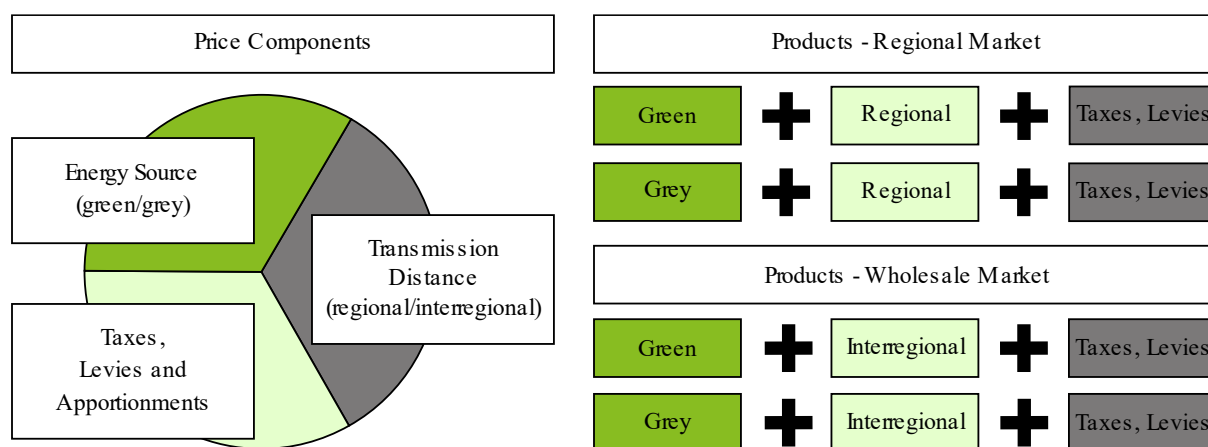 Price Components
Energy Source
(green/grey)
Transmission
Distance
(regional/interregional)
Taxes,
Levies and
Apportionments
Products - Regional Market
Green
Regional
Taxes, Levies
Grey
Regional
Taxes, Levies
Products - Wholesale Market
Green
Interregional
Taxes, Levies
Grey
Interregional
Taxes, Levies